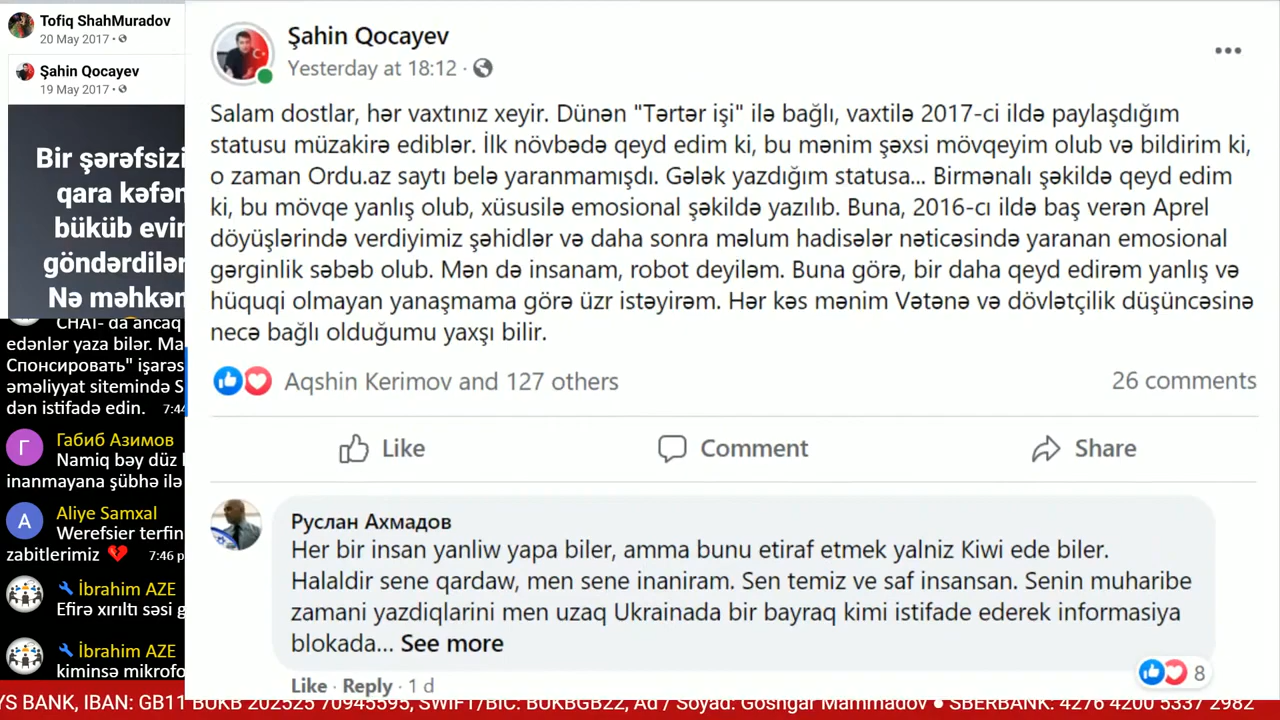 Tofiq ShahMuradov
20 May 2017 ·
Şahin Qocayev
19 May 2017 ·
Bir şərəfsizi
qara kəfən
büküb evin
göndərdilər
Nə məhkəm
CHAT- da ancaq
edənlər yaza bilər. Ma
Спонсировать" işarəs
əməliyyat sitemində S
dən istifadə edin. 7:44
Г Габиб Азимов
Namiq bəy düz
inanmayana şübhə ilə
A Aliye Samxal
Werefsier terfin
zabitlerimiz 💔 7:46 p
🔧 İbrahim AZE
Efirə xırıltı səsi g
🔧 İbrahim AZE
kiminsə mikrofo
Şahin Qocayev
Yesterday at 18:12 ·
Salam dostlar, hər vaxtınız xeyir. Dünən "Tərtər işi" ilə bağlı, vaxtilə 2017-ci ildə paylaşdığım
statusu müzakirə ediblər. İlk növbədə qeyd edim ki, bu mənim şəxsi mövqeyim olub və bildirim ki,
o zaman Ordu.az saytı belə yaranmamışdı. Gələk yazdığım statusa... Birmənalı şəkildə qeyd edim
ki, bu mövqe yanlış olub, xüsusilə emosional şəkildə yazılıb. Buna, 2016-cı ildə baş verən Aprel
döyüşlərində verdiyimiz şəhidlər və daha sonra məlum hadisələr nəticəsində yaranan emosional
gərginlik səbəb olub. Mən də insanam, robot deyiləm. Buna görə, bir daha qeyd edirəm yanlış və
hüquqi olmayan yanaşmama görə üzr istəyirəm. Hər kəs mənim Vətənə və dövlətçilik düşüncəsinə
necə bağlı olduğumu yaxşı bilir.
Aqshin Kerimov and 127 others 26 comments
Like Comment Share
Руслан Ахмадов
Her bir insan yanliw yapa biler, amma bunu etiraf etmek yalniz Kiwi ede biler.
Halaldir sene qardaw, men sene inaniram. Sen temiz ve saf insansan. Senin muharibe
zamani yazdiqlarini men uzaq Ukrainada bir bayraq kimi istifade ederek informasiya
blokada... See more
8
Like · Reply · 1 d
YS BANK, IBAN: GB11 BUKB 202525 70945595, SWIFT/BIC: BUKBGB22, Ad / Soyad: Goshgar Mammadov ● SBERBANK: 4276 4200 5337 2982